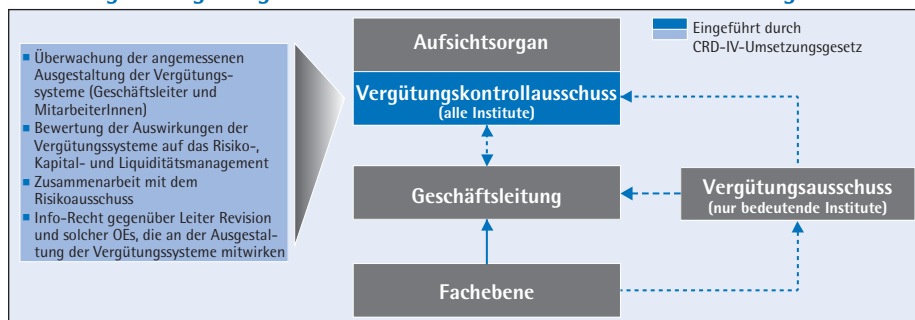 Aufsichtsorgan
Vergütungskontrollausschuss
(alle Institute)
Eingeführt durch
CRD-IV-Umsetzungsgesetz
■ Überwachung der angemessenen
Ausgestaltung der Vergütungs-
systeme (Geschäftsleiter und
MitarbeiterInnen)
■ Bewertung der Auswirkungen der
Vergütungssysteme auf das Risiko-,
Kapital- und Liquiditätsmanagement
■ Zusammenarbeit mit dem
Risikoausschuss
■ Info-Recht gegenüber Leiter Revision
und solcher OEs, die an der Ausgestal-
tung der Vergütungssysteme mitwirken
Geschäftsleitung
Vergütungsausschuss
(nur bedeutende Institute)
Fachebene